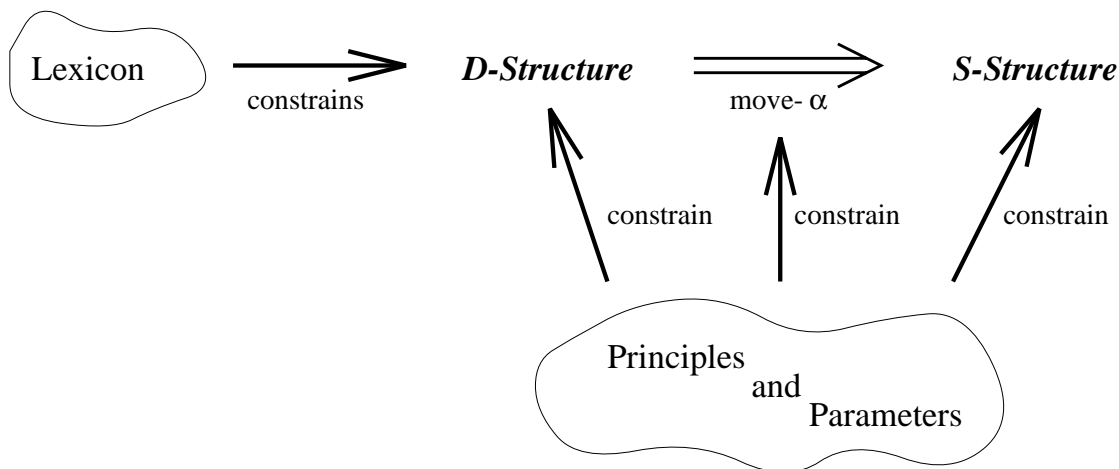 Lexicon
constrains
D-Structure
move- α
S-Structure
constrain
constrain
constrain
Principles
and
Parameters